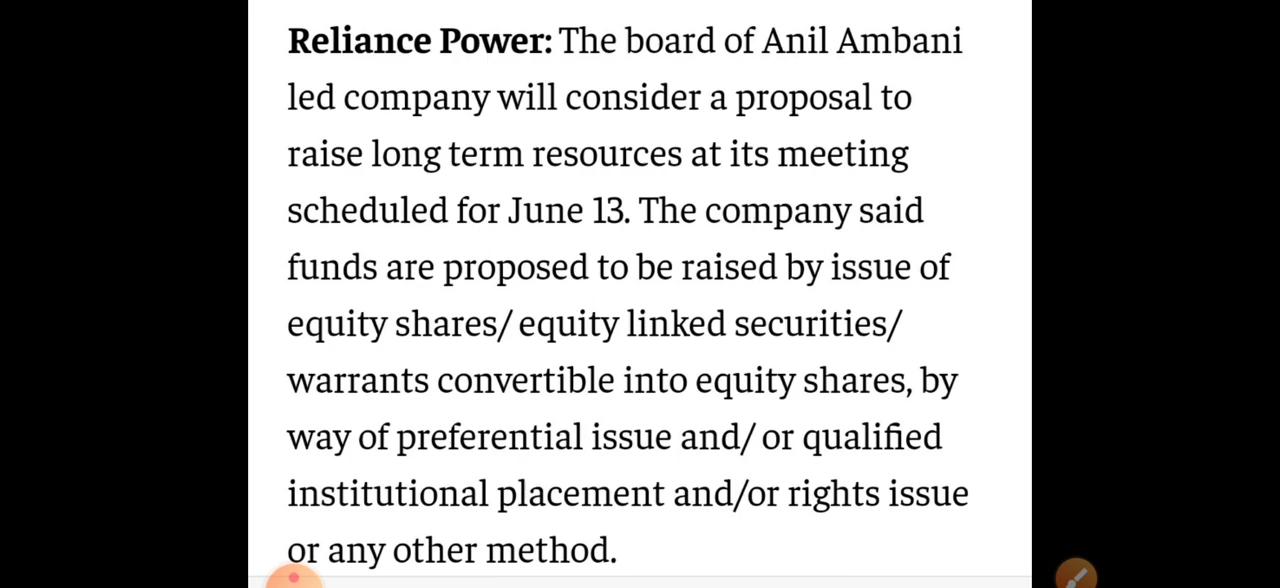 Reliance Power: The board of Anil Ambani
led company will consider a proposal to
raise long term resources at its meeting
scheduled for June 13. The company said
funds are proposed to be raised by issue of
equity shares/ equity linked securities/
warrants convertible into equity shares, by
way of preferential issue and/ or qualified
institutional placement and/or rights issue
or any other method.